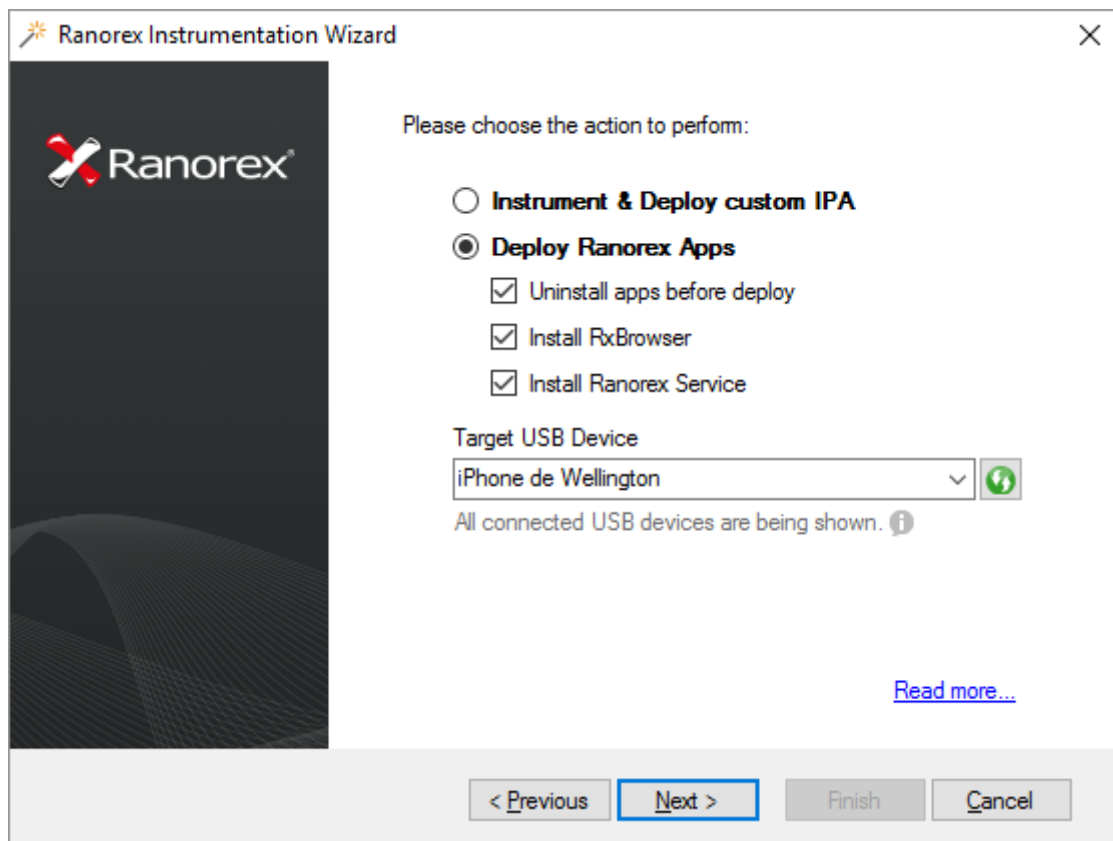 Ranorex Instrumentation Wizard
Ranorex®
Please choose the action to perform:
Instrument & Deploy custom IPA
Deploy Ranorex Apps
Uninstall apps before deploy
Install RxBrowser
Install Ranorex Service
Target USB Device
iPhone de Wellington
All connected USB devices are being shown.
Read more...
< Previous Next > Finish Cancel